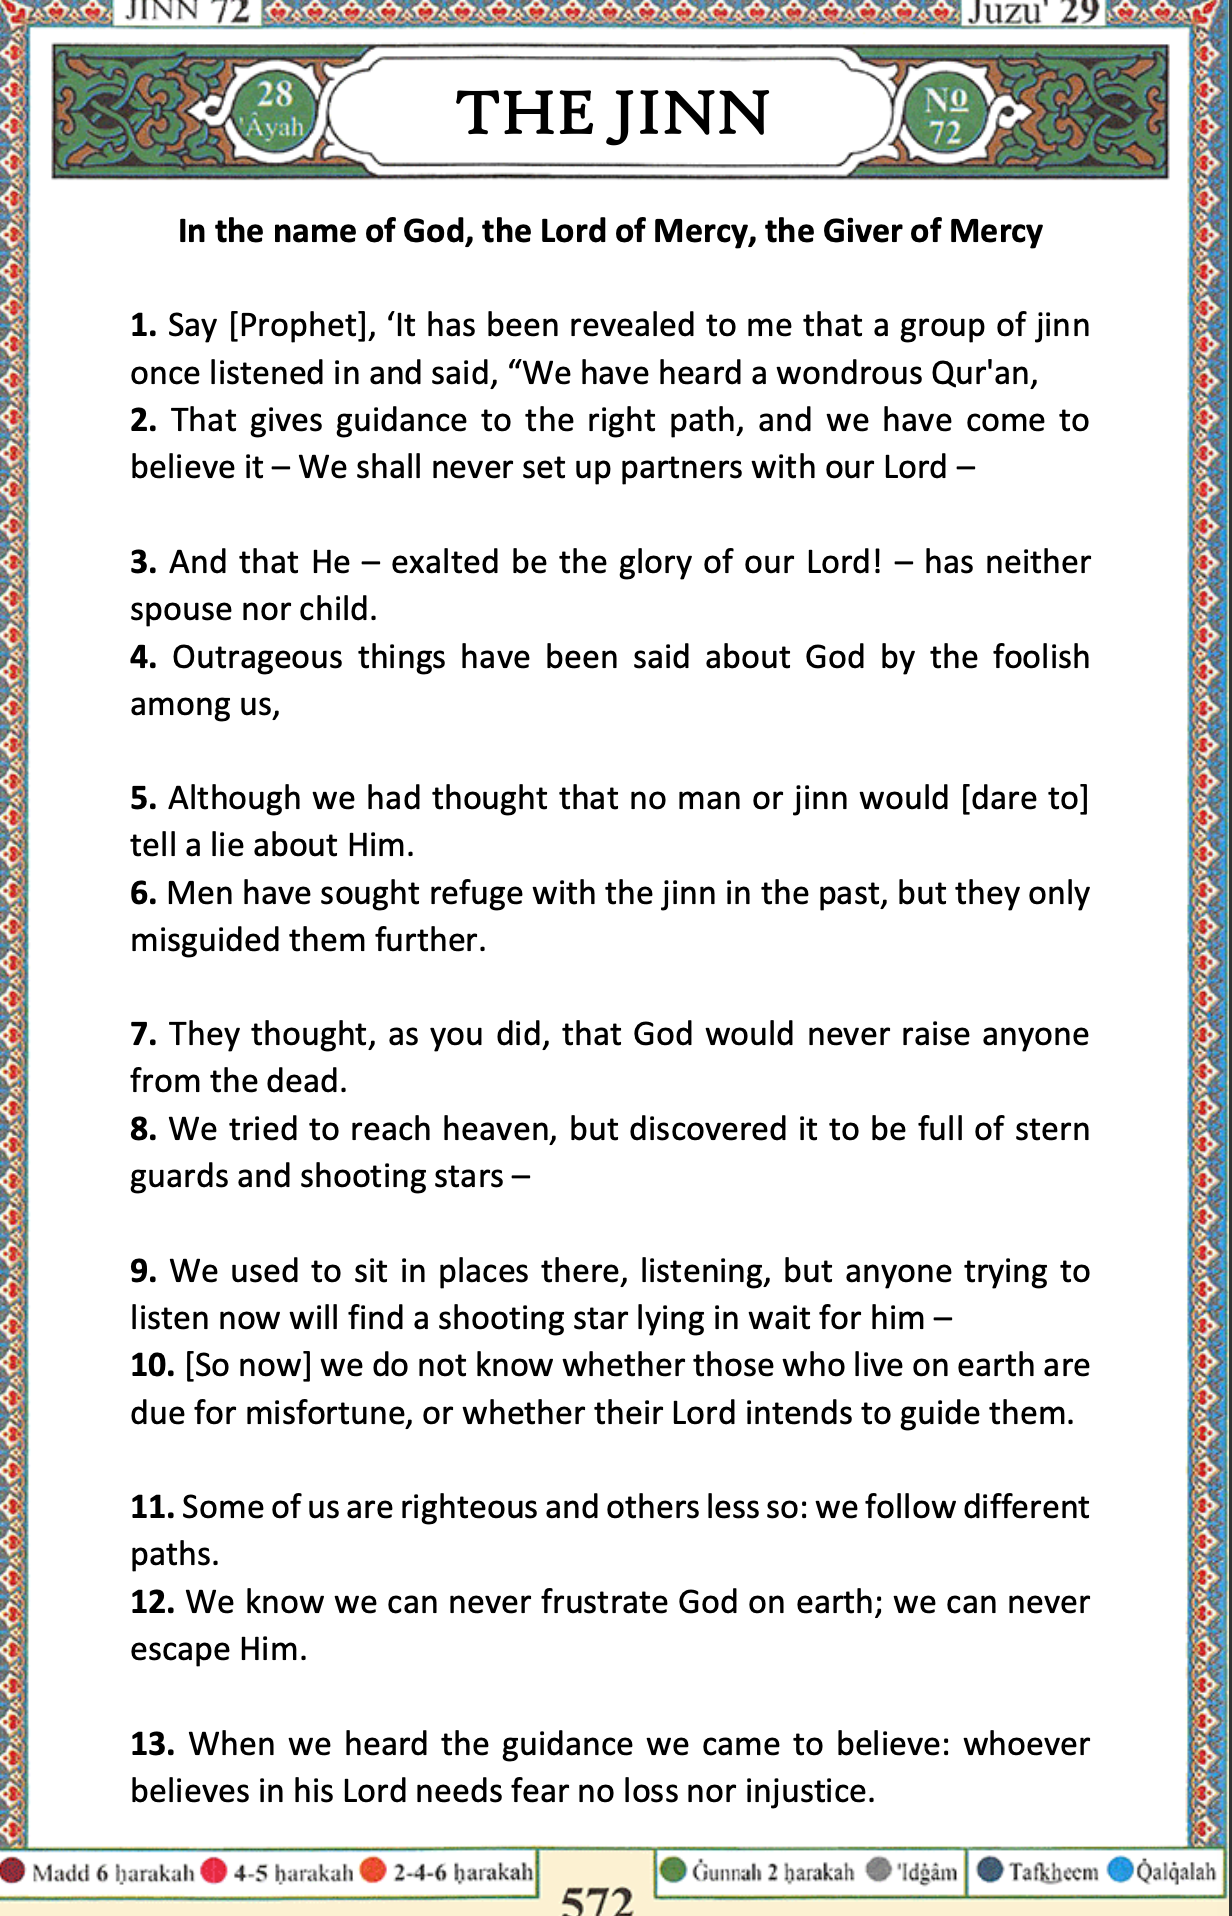 JINN 72 Juzu' 29
28
'Âyah
THE JINN
No
72
In the name of God, the Lord of Mercy, the Giver of Mercy
1. Say [Prophet], ‘It has been revealed to me that a group of jinn
once listened in and said, “We have heard a wondrous Qur'an,
2. That gives guidance to the right path, and we have come to
believe it – We shall never set up partners with our Lord –
3. And that He – exalted be the glory of our Lord! – has neither
spouse nor child.
4. Outrageous things have been said about God by the foolish
among us,
5. Although we had thought that no man or jinn would [dare to]
tell a lie about Him.
6. Men have sought refuge with the jinn in the past, but they only
misguided them further.
7. They thought, as you did, that God would never raise anyone
from the dead.
8. We tried to reach heaven, but discovered it to be full of stern
guards and shooting stars –
9. We used to sit in places there, listening, but anyone trying to
listen now will find a shooting star lying in wait for him –
10. [So now] we do not know whether those who live on earth are
due for misfortune, or whether their Lord intends to guide them.
11. Some of us are righteous and others less so: we follow different
paths.
12. We know we can never frustrate God on earth; we can never
escape Him.
13. When we heard the guidance we came to believe: whoever
believes in his Lord needs fear no loss nor injustice.
Madd 6 ḥarakah 4-5 ḥarakah 2-4-6 ḥarakah Ġunnah 2 ḥarakah 'Idġâm Tafkheem Q̇alq̇alah
572